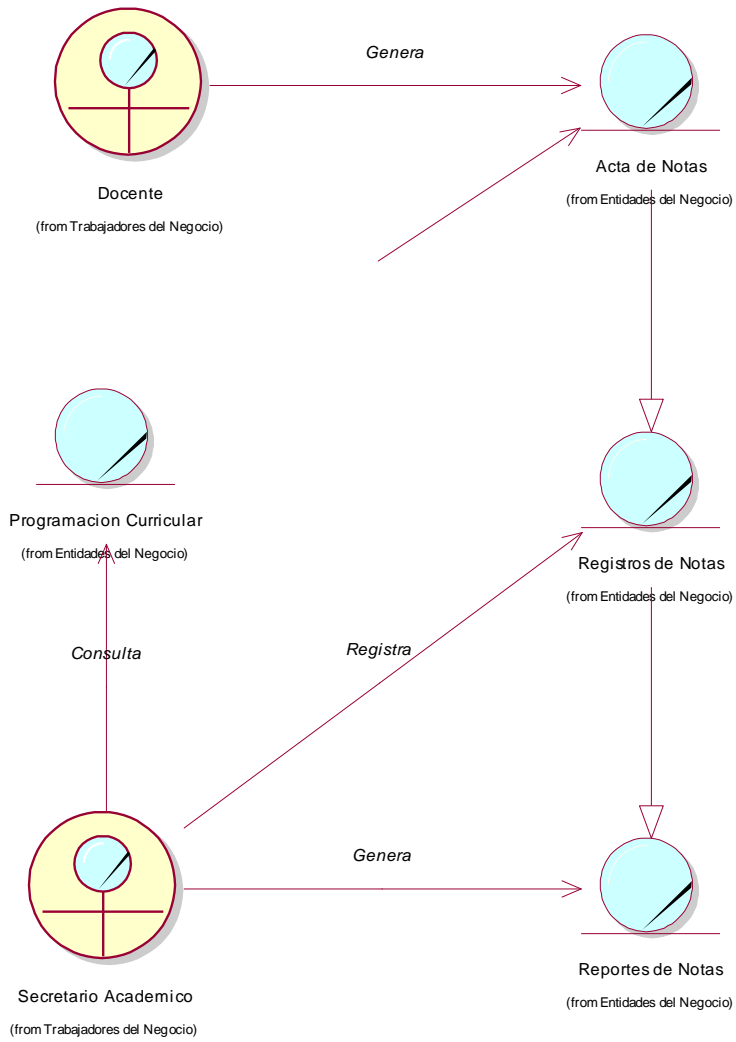 Genera
Docente
(from Trabajadores del Negocio)
Acta de Notas
(from Entidades del Negocio)
Programacion Curricular
(from Entidades del Negocio)
Registros de Notas
(from Entidades del Negocio)
Consulta
Registra
Genera
Secretario Academico
(from Trabajadores del Negocio)
Reportes de Notas
(from Entidades del Negocio)